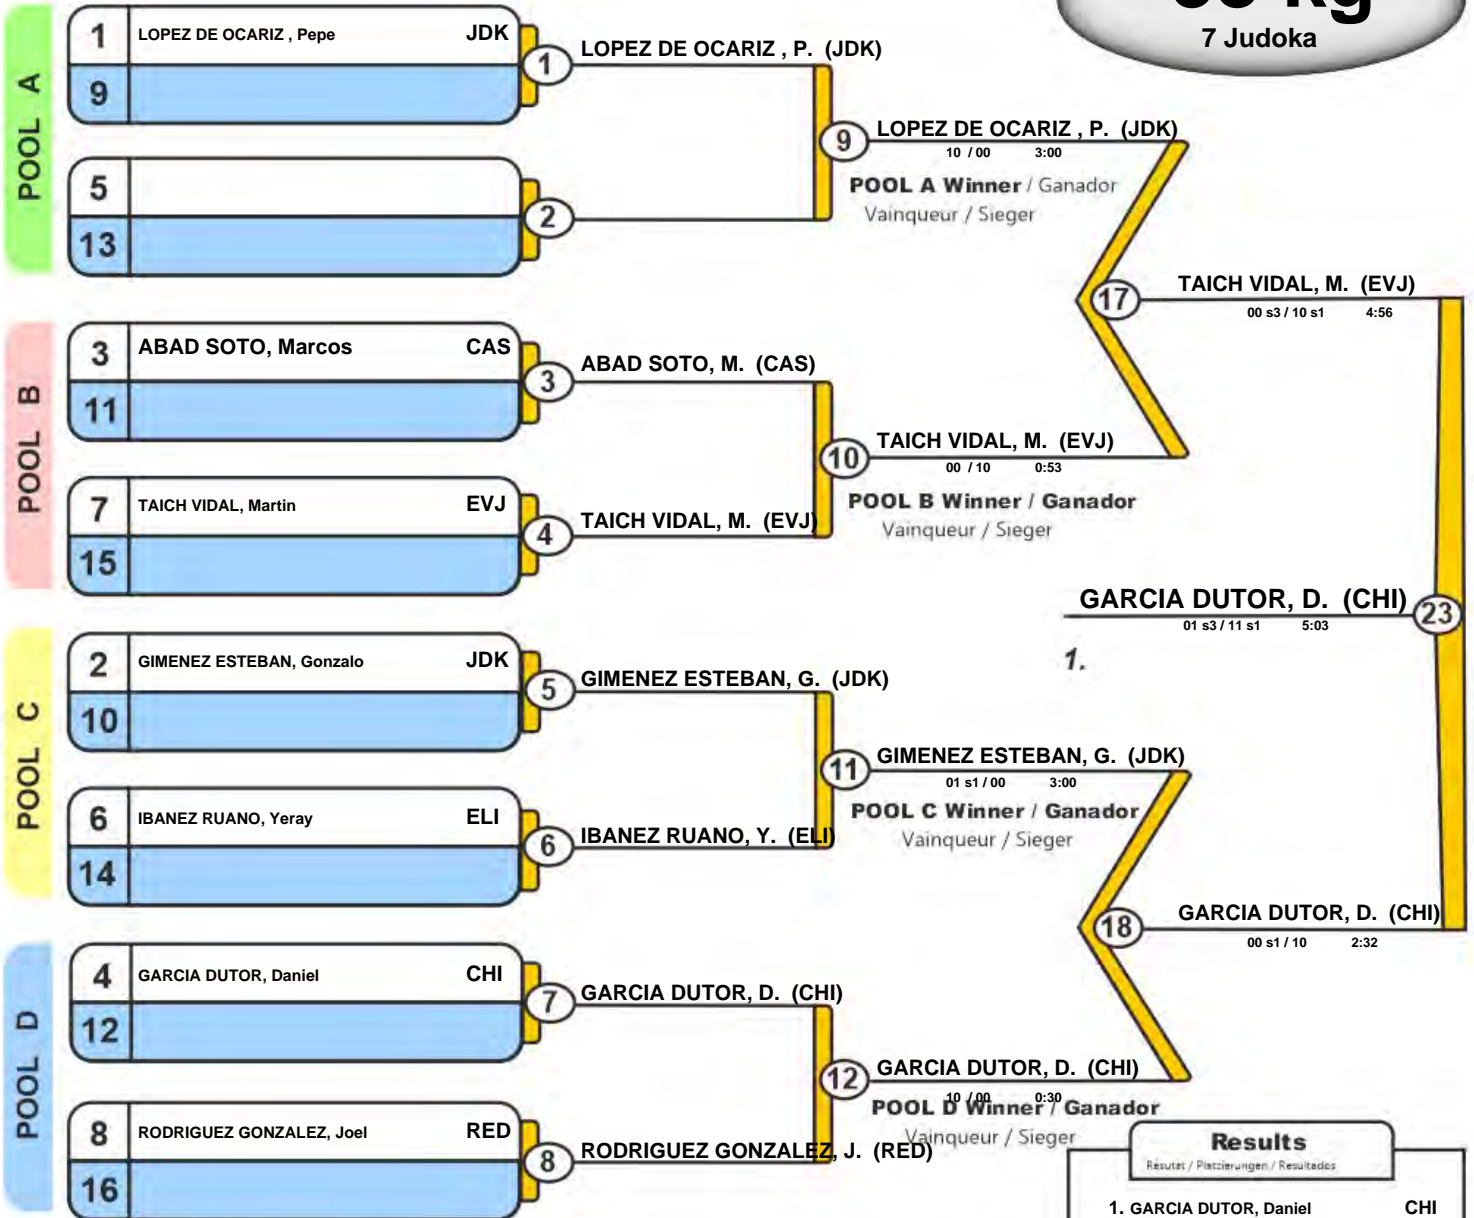 7 Judoka
POOL A
1 LOPEZ DE OCARIZ , Pepe JDK
9
1
LOPEZ DE OCARIZ , P. (JDK)
5
13
2
9
LOPEZ DE OCARIZ , P. (JDK)
10 / 00 3:00
POOL A Winner / Ganador
Vainqueur / Sieger
POOL B
3 ABAD SOTO, Marcos CAS
11
3
ABAD SOTO, M. (CAS)
7 TAICH VIDAL, Martin EVJ
15
4
TAICH VIDAL, M. (EVJ)
10
TAICH VIDAL, M. (EVJ)
00 / 10 0:53
POOL B Winner / Ganador
Vainqueur / Sieger
17
TAICH VIDAL, M. (EVJ)
00 s3 / 10 s1 4:56
GARCIA DUTOR, D. (CHI)
23
01 s3 / 11 s1 5:03
1.
POOL C
2 GIMENEZ ESTEBAN, Gonzalo JDK
10
5
GIMENEZ ESTEBAN, G. (JDK)
6 IBANEZ RUANO, Yeray ELI
14
6
IBANEZ RUANO, Y. (ELI)
11
GIMENEZ ESTEBAN, G. (JDK)
01 s1 / 00 3:00
POOL C Winner / Ganador
Vainqueur / Sieger
18
GARCIA DUTOR, D. (CHI)
00 s1 / 10 2:32
POOL D
4 GARCIA DUTOR, Daniel CHI
12
7
GARCIA DUTOR, D. (CHI)
8 RODRIGUEZ GONZALEZ, Joel RED
16
8
RODRIGUEZ GONZALEZ, J. (RED)
12
GARCIA DUTOR, D. (CHI)
10 / 00 0:30
POOL D Winner / Ganador
Vainqueur / Sieger
Results
Résultat / Platzierungen / Resultados
1. GARCIA DUTOR, Daniel CHI